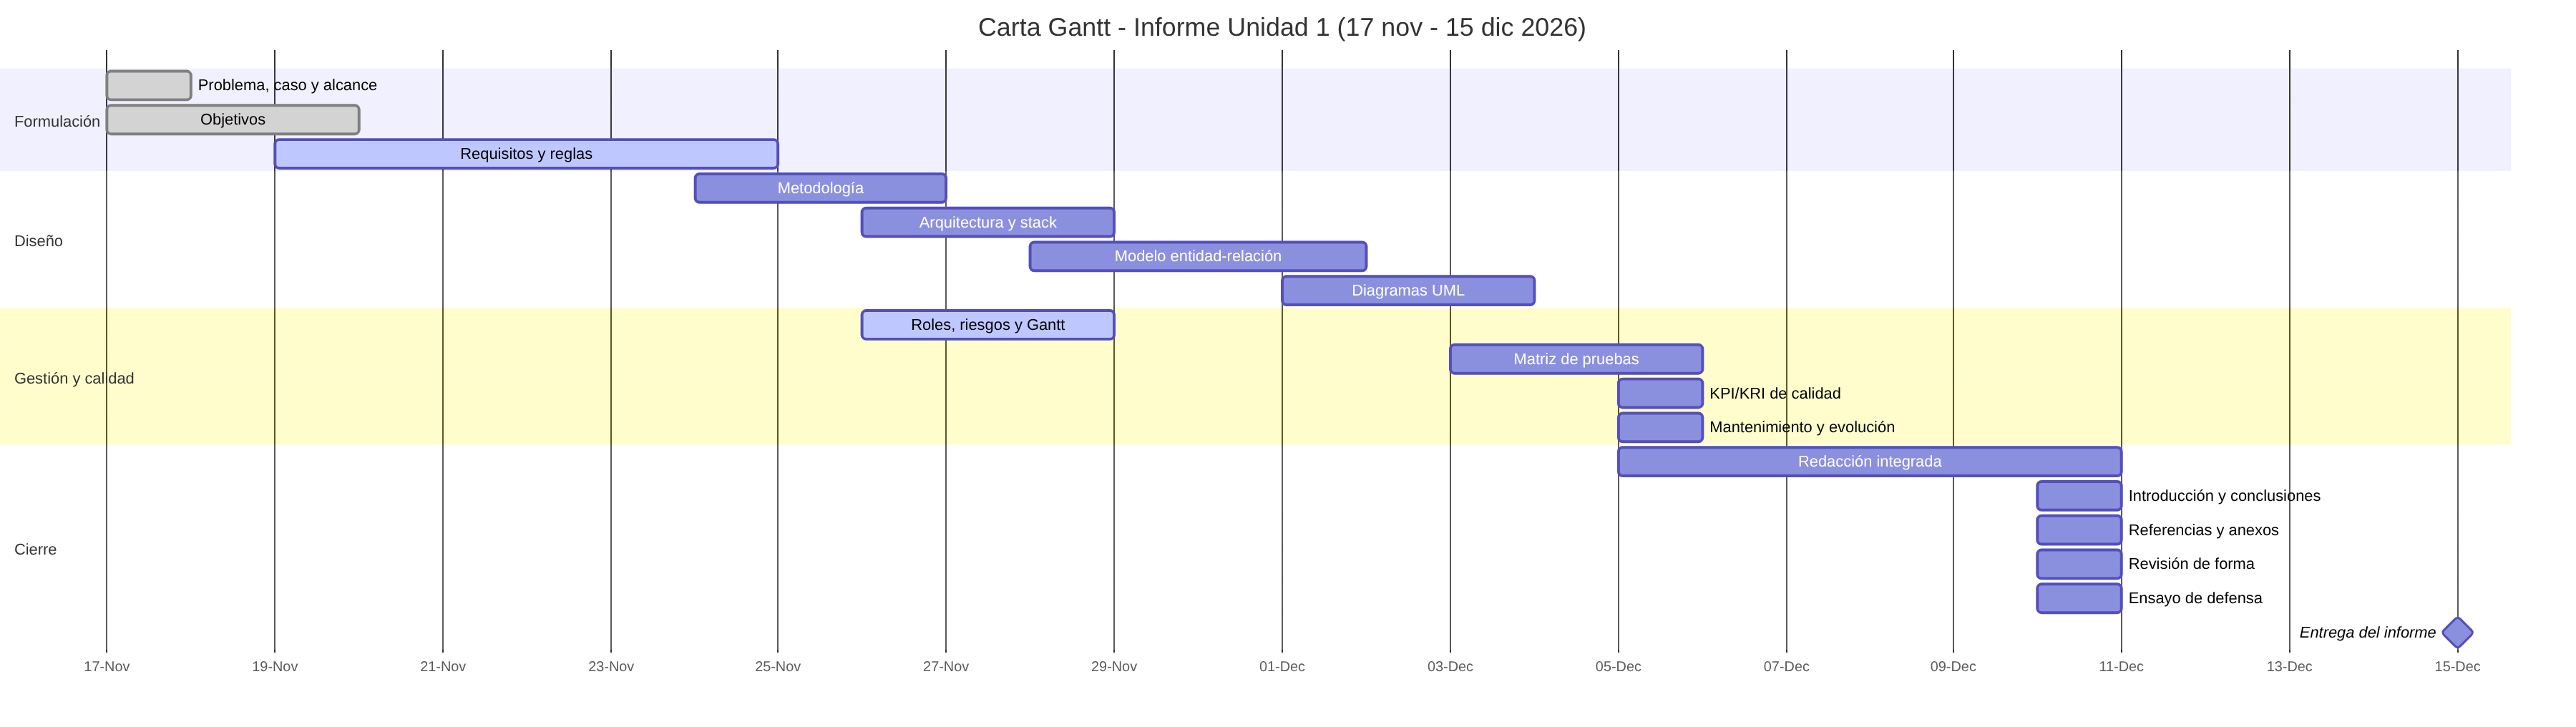 Carta Gantt - Informe Unidad 1 (17 nov - 15 dic 2026)
Formulación
Problema, caso y alcance
Objetivos
Requisitos y reglas
Diseño
Metodología
Arquitectura y stack
Modelo entidad-relación
Diagramas UML
Gestión y calidad
Roles, riesgos y Gantt
Matriz de pruebas
KPI/KRI de calidad
Mantenimiento y evolución
Cierre
Redacción integrada
Introducción y conclusiones
Referencias y anexos
Revisión de forma
Ensayo de defensa
Entrega del informe
17-Nov 19-Nov 21-Nov 23-Nov 25-Nov 27-Nov 29-Nov 01-Dec 03-Dec 05-Dec 07-Dec 09-Dec 11-Dec 13-Dec 15-Dec